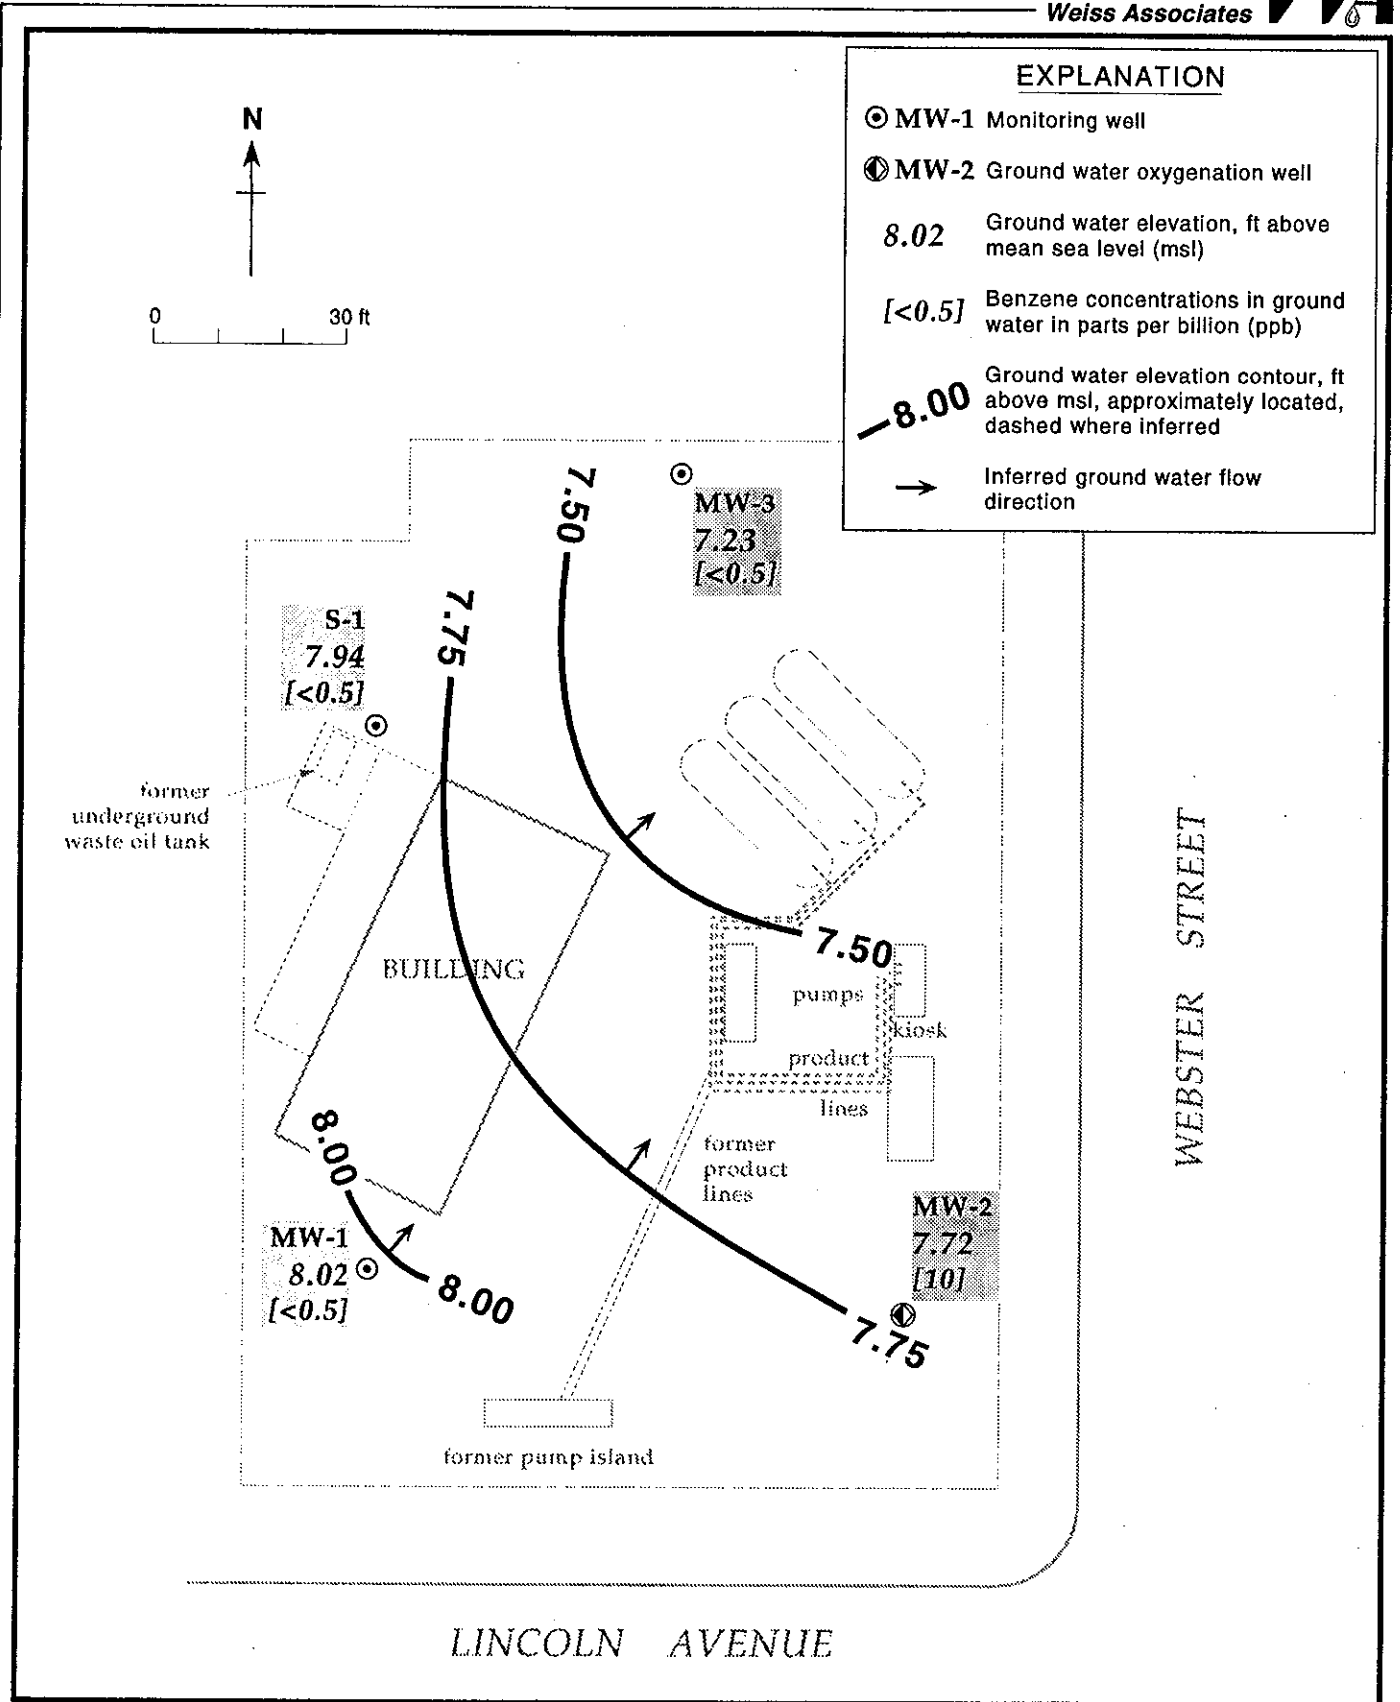 Weiss Associates
EXPLANATION
MW-1 Monitoring well
MW-2 Ground water oxygenation well
8.02 Ground water elevation, ft above
mean sea level (msl)
[<0.5] Benzene concentrations in ground
water in parts per billion (ppb)
8.00 Ground water elevation contour, ft
above msl, approximately located,
dashed where inferred
Inferred ground water flow
direction
N
0 30 ft
7.50
MW-3
7.23
[<0.5]
7.75
S-1
7.94
[<0.5]
former
underground
waste oil tank
BUILDING
7.50
pumps
kiosk
product
lines
former
product
lines
8.00
MW-1
8.02
[<0.5]
8.00
MW-2
7.72
[10]
7.75
former pump island
WEBSTER STREET
LINCOLN AVENUE